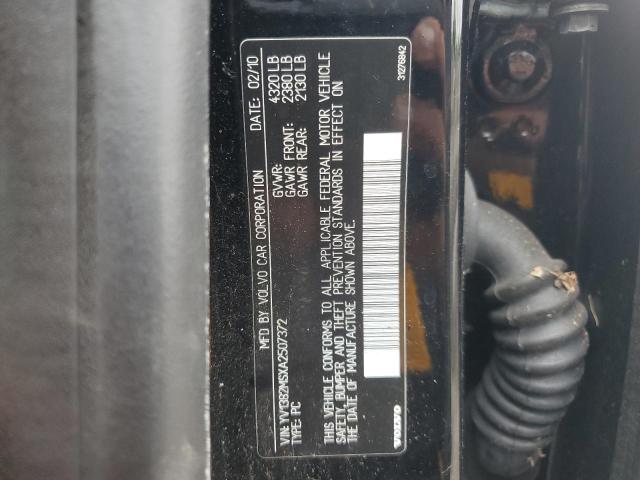 MFD BY VOLVO CAR CORPORATION DATE: 02/10
GVWR: 4320 LB
GAWR FRONT: 2380 LB
GAWR REAR: 2130 LB
VIN: YV1382MSXA2507372
TYPE: PC
THIS VEHICLE CONFORMS TO ALL APPLICABLE FEDERAL MOTOR VEHICLE
SAFETY, BUMPER AND THEFT PREVENTION STANDARDS IN EFFECT ON
THE DATE OF MANUFACTURE SHOWN ABOVE.
VOLVO 31276842